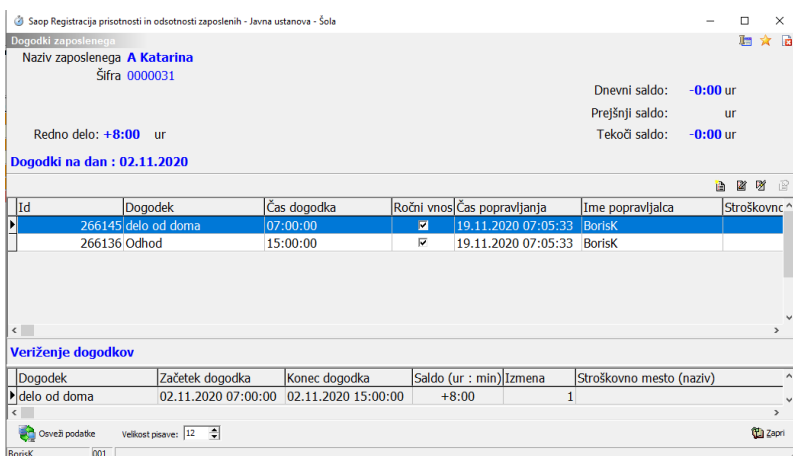 Saop Registracija prisotnosti in odsotnosti zaposlenih - Javna ustanova - Šola
Dogodki zaposlenega
Naziv zaposlenega A Katarina
Šifra 0000031
Dnevni saldo: -0:00 ur
Prejšnji saldo: ur
Redno delo: +8:00 ur Tekoči saldo: -0:00 ur
Dogodki na dan : 02.11.2020
Id Dogodek Čas dogodka Ročni vnos Čas popravljanja Ime popravljalca Stroškovnc
266145 delo od doma 07:00:00 19.11.2020 07:05:33 BorisK
266136 Odhod 15:00:00 19.11.2020 07:05:33 BorisK
Veriženje dogodkov
Dogodek Začetek dogodka Konec dogodka Saldo (ur : min) Izmena Stroškovno mesto (naziv)
delo od doma 02.11.2020 07:00:00 02.11.2020 15:00:00 +8:00 1
Osveži podatke Velikost pisave: 12 Zapri
BorisK 001